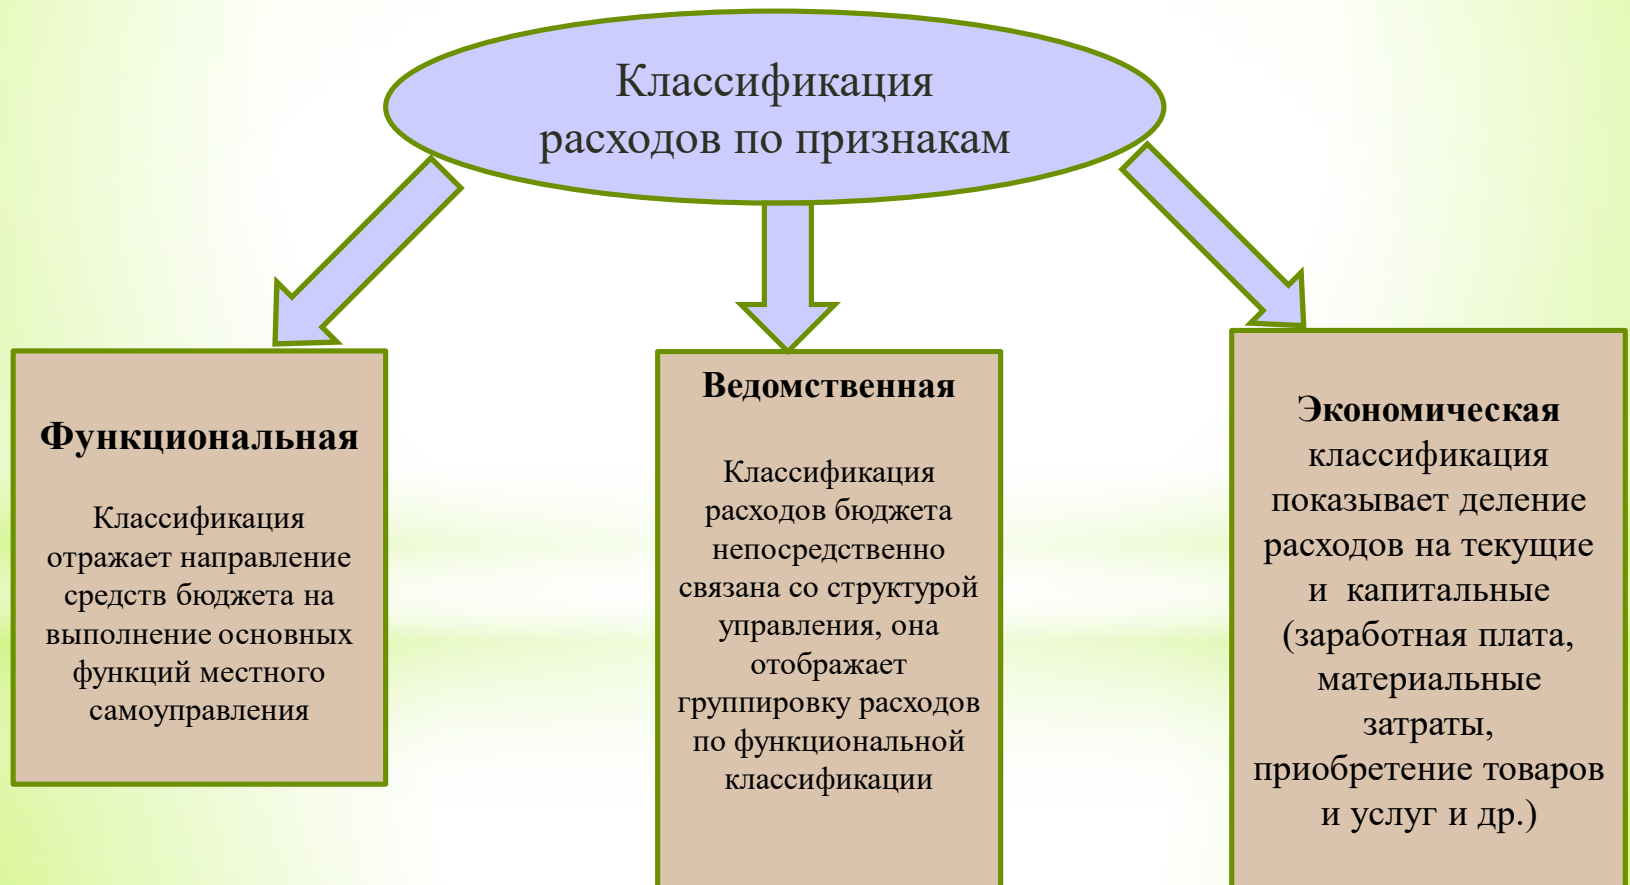 Классификация
расходов по признакам
Функциональная
Классификация
отражает направление
средств бюджета на
выполнение основных
функций местного
самоуправления
Ведомственная
Классификация
расходов бюджета
непосредственно
связана со структурой
управления, она
отображает
группировку расходов
по функциональной
классификации
Экономическая
классификация
показывает деление
расходов на текущие
и капитальные
(заработная плата,
материальные
затраты,
приобретение товаров
и услуг и др.)